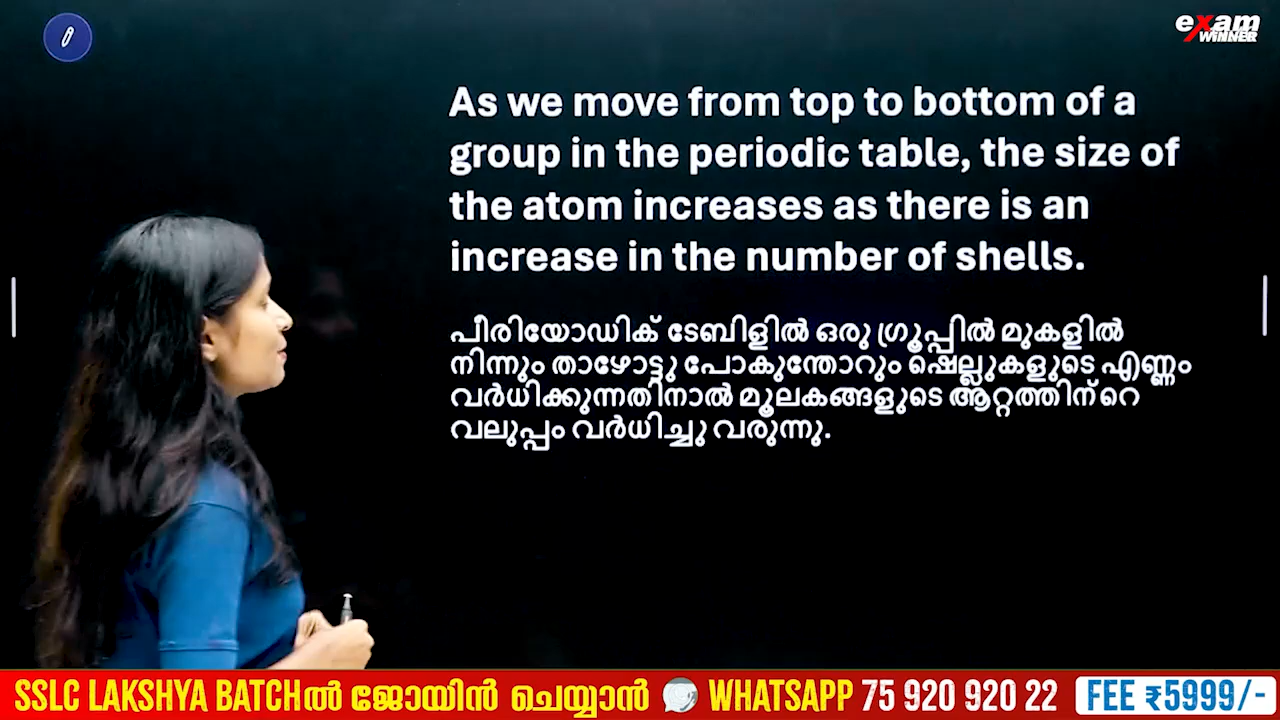 exam
WINNER
As we move from top to bottom of a
group in the periodic table, the size of
the atom increases as there is an
increase in the number of shells.
പീരിയോഡിക് ടേബിളിൽ ഒരു ഗ്രൂപ്പിൽ മുകളിൽ
നിന്നും താഴോട്ടു പോകുന്തോറും ഷെല്ലുകളുടെ എണ്ണം
വർധിക്കുന്നതിനാൽ മൂലകങ്ങളുടെ ആറ്റത്തിന്റെ
വലുപ്പം വർധിച്ചു വരുന്നു.
SSLC LAKSHYA BATCHൽ ജോയിൻ ചെയ്യാൻ WHATSAPP 75 920 920 22 FEE ₹5999/-